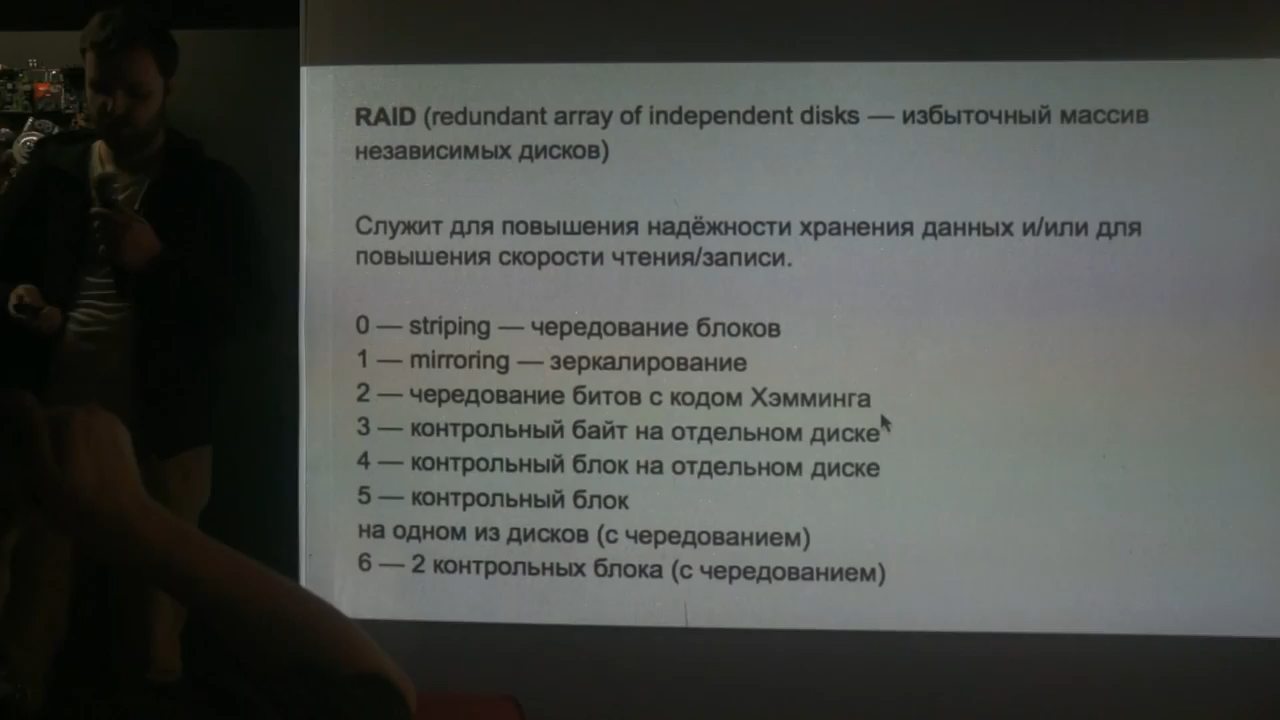 RAID (redundant array of independent disks — избыточный массив
независимых дисков)
Служит для повышения надёжности хранения данных и/или для
повышения скорости чтения/записи.
0 — striping — чередование блоков
1 — mirroring — зеркалирование
2 — чередование битов с кодом Хэмминга
3 — контрольный байт на отдельном диске
4 — контрольный блок на отдельном диске
5 — контрольный блок
на одном из дисков (с чередованием)
6 — 2 контрольных блока (с чередованием)